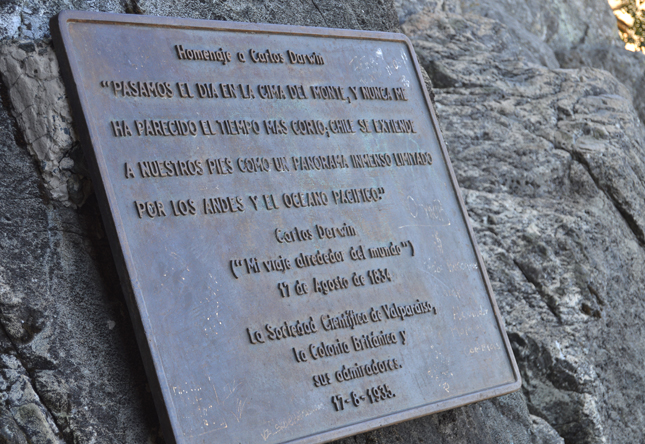 Homenaje a Carlos Darwin
"PASAMOS EL DIA EN LA CIMA DEL MONTE, Y NUNCA ME
HA PARECIDO EL TIEMPO MAS CORTO; CHILE SE EXTIENDE
A NUESTROS PIES COMO UN PANORAMA INMENSO LIMITADO
POR LOS ANDES Y EL OCEANO PACIFICO."
Carlos Darwin
("Mi viaje alrededor del mundo")
17 de Agosto de 1834
La Sociedad Científica de Valparaiso,
la Colonia Británica y
sus admiradores.
17-8-1935.